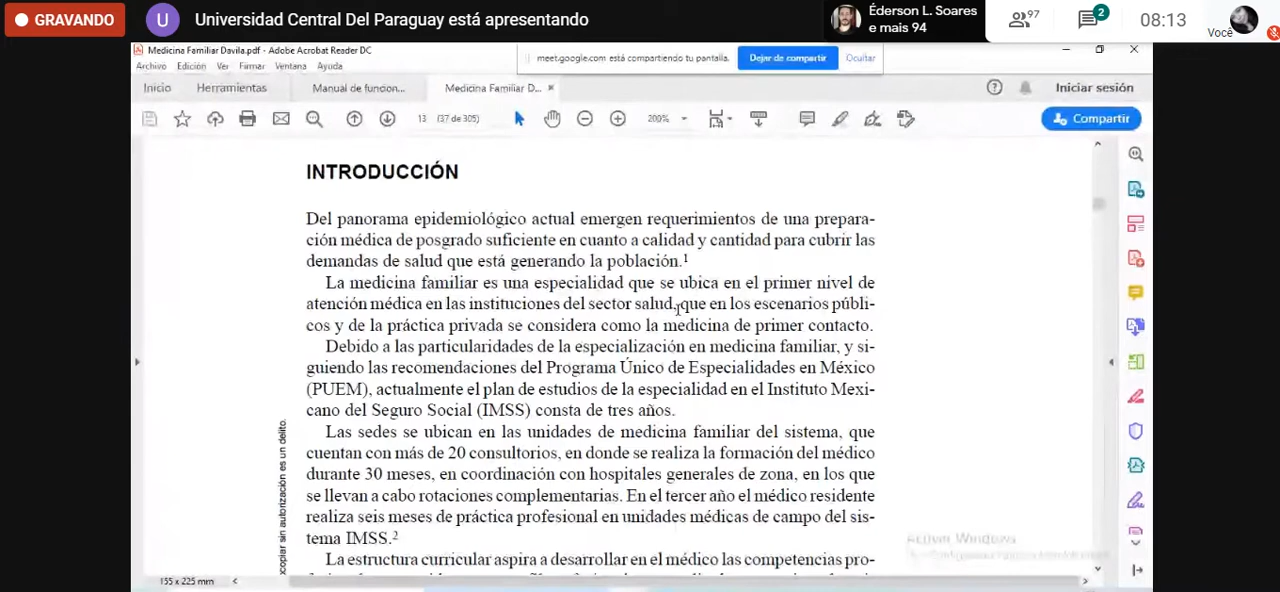 GRAVANDO
U
Universidad Central Del Paraguay está apresentando
Éderson L. Soares
e mais 94
97
2
08:13
Você
Medicina Familiar Davila.pdf - Adobe Acrobat Reader DC
meet.google.com está compartiendo tu pantalla.
Dejar de compartir
Ocultar
Archivo Edición Ver Firmar Ventana Ayuda
Inicio Herramientas Manual de funcion... Medicina Familiar D... × Iniciar sesión
13 (37 de 305) 200% Compartir
INTRODUCCIÓN
Del panorama epidemiológico actual emergen requerimientos de una prepara-
ción médica de posgrado suficiente en cuanto a calidad y cantidad para cubrir las
demandas de salud que está generando la población.¹
La medicina familiar es una especialidad que se ubica en el primer nivel de
atención médica en las instituciones del sector salud, que en los escenarios públi-
cos y de la práctica privada se considera como la medicina de primer contacto.
Debido a las particularidades de la especialización en medicina familiar, y si-
guiendo las recomendaciones del Programa Único de Especialidades en México
(PUEM), actualmente el plan de estudios de la especialidad en el Instituto Mexi-
cano del Seguro Social (IMSS) consta de tres años.
Las sedes se ubican en las unidades de medicina familiar del sistema, que
cuentan con más de 20 consultorios, en donde se realiza la formación del médico
durante 30 meses, en coordinación con hospitales generales de zona, en los que
se llevan a cabo rotaciones complementarias. En el tercer año el médico residente
realiza seis meses de práctica profesional en unidades médicas de campo del sis-
tema IMSS.²
La estructura curricular aspira a desarrollar en el médico las competencias pro-
copiar sin autorización es un delito.
Activar Windows
155 x 225 mm